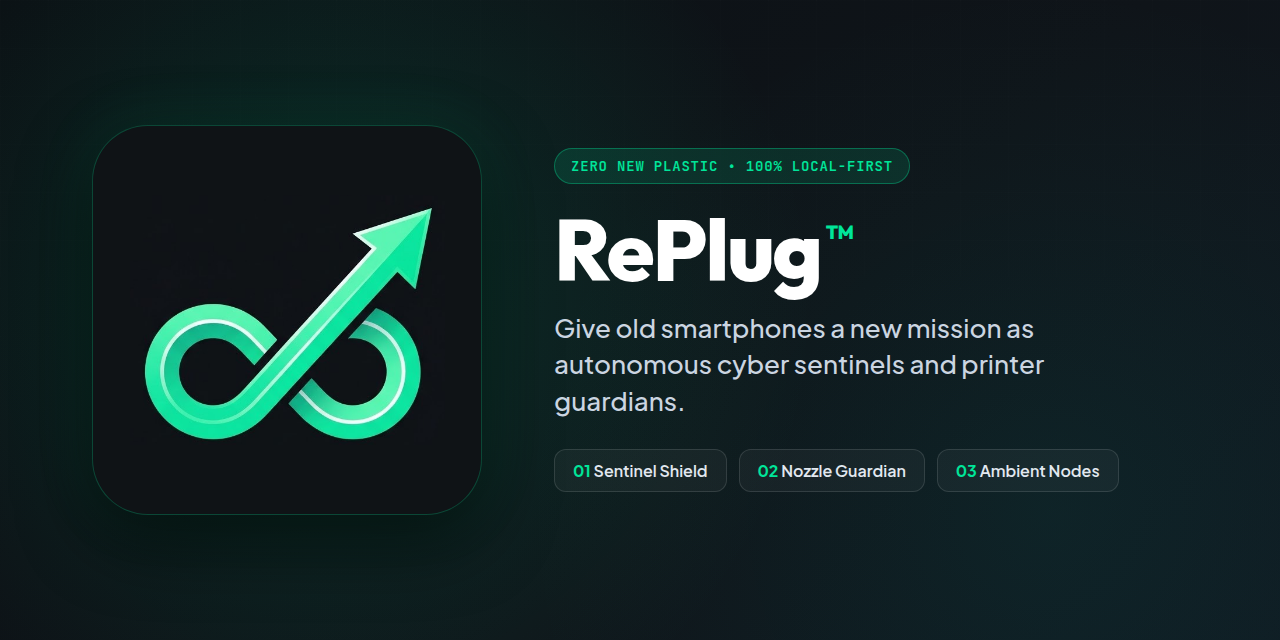 ZERO NEW PLASTIC • 100% LOCAL-FIRST
RePlug™
Give old smartphones a new mission as
autonomous cyber sentinels and printer
guardians.
01 Sentinel Shield
02 Nozzle Guardian
03 Ambient Nodes